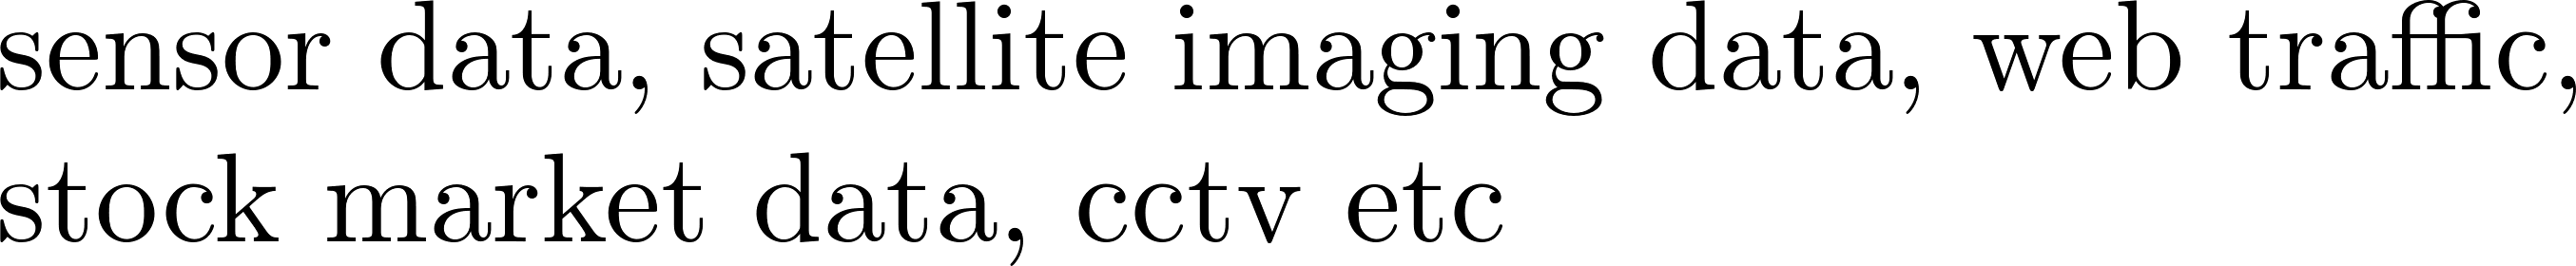 sensor data, satellite imaging data, web traffic,
stock market data, cctv etc